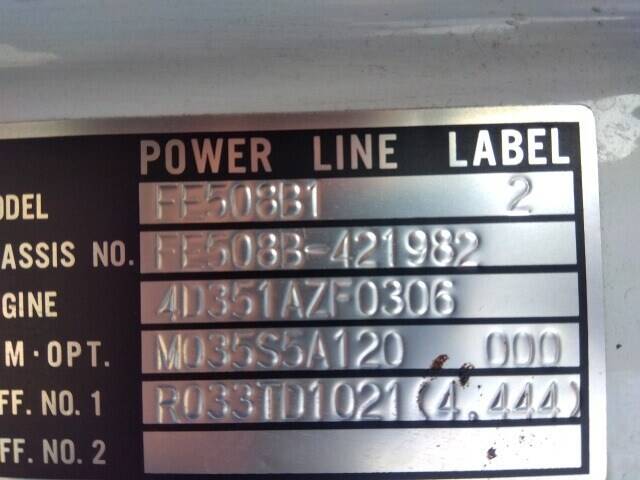 POWER LINE LABEL
ODEL FE508B1 2
ASSIS NO. FE508B-421982
GINE 4D351AZF0306
M·OPT. M035S5A120 000
FF. NO. 1 R033TD1021(4.444)
FF. NO. 2